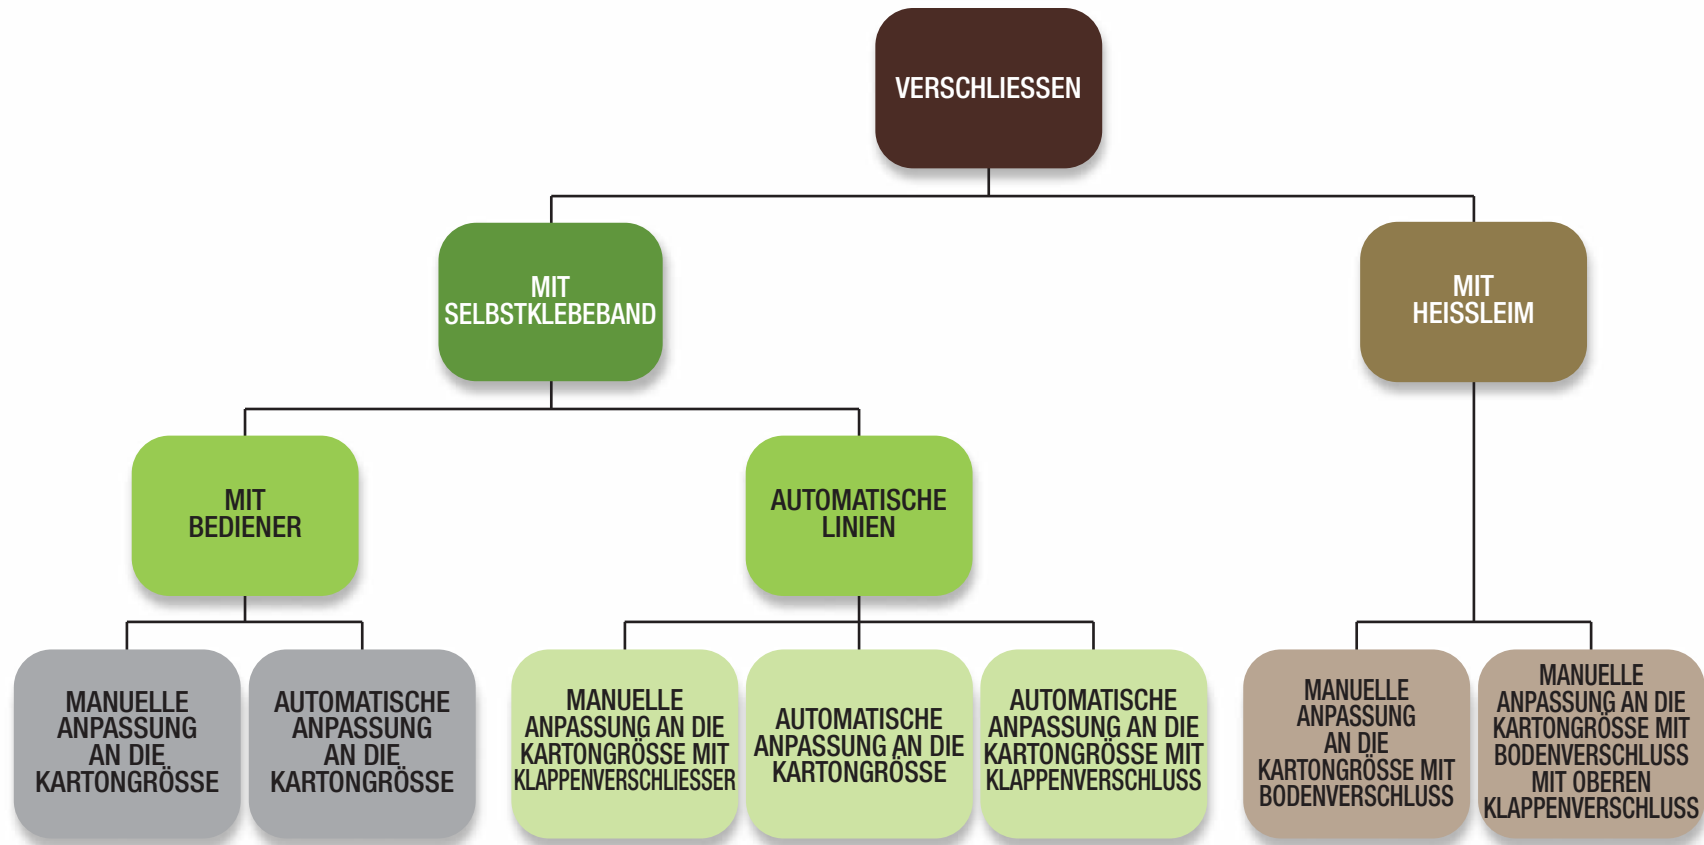 VERSCHLIESSEN
MIT
SELBSTKLEBEBAND
MIT
HEISSLEIM
MIT
BEDIENER
AUTOMATISCHE
LINIEN
MANUELLE
ANPASSUNG
AN DIE
KARTONGRÖSSE
AUTOMATISCHE
ANPASSUNG
AN DIE
KARTONGRÖSSE
MANUELLE
ANPASSUNG AN DIE
KARTONGRÖSSE MIT
KLAPPENVERSCHLIESSER
AUTOMATISCHE
ANPASSUNG AN DIE
KARTONGRÖSSE
AUTOMATISCHE
ANPASSUNG AN DIE
KARTONGRÖSSE MIT
KLAPPENVERSCHLUSS
MANUELLE
ANPASSUNG
AN DIE
KARTONGRÖSSE MIT
BODENVERSCHLUSS
MANUELLE
ANPASSUNG AN DIE
KARTONGRÖSSE MIT
BODENVERSCHLUSS
MIT OBEREN
KLAPPENVERSCHLUSS